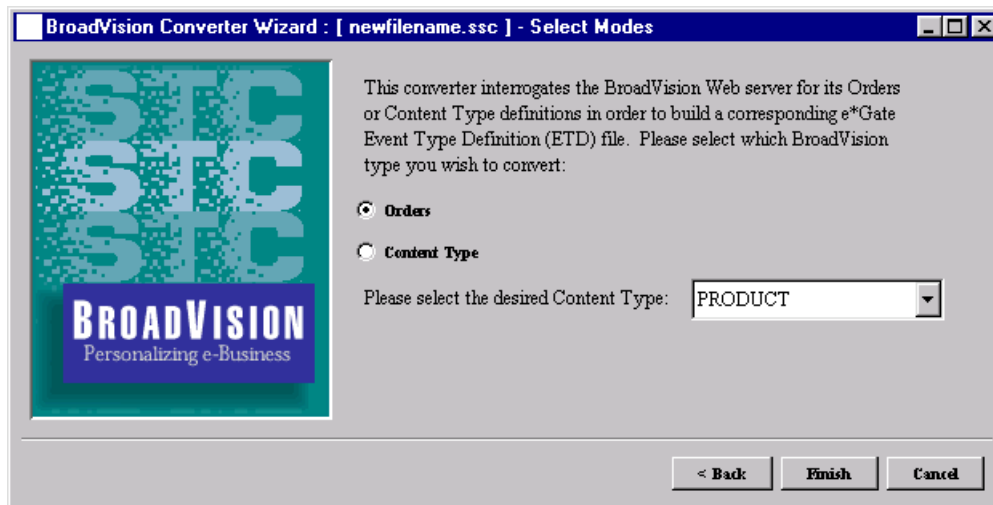 BroadVision Converter Wizard : [ newfilename.ssc ] - Select Modes
STC
STC
STC
BROADVISION
Personalizing e-Business
This converter interrogates the BroadVision Web server for its Orders
or Content Type definitions in order to build a corresponding e*Gate
Event Type Definition (ETD) file. Please select which BroadVision
type you wish to convert:
Orders
Content Type
Please select the desired Content Type: PRODUCT
< Back Finish Cancel